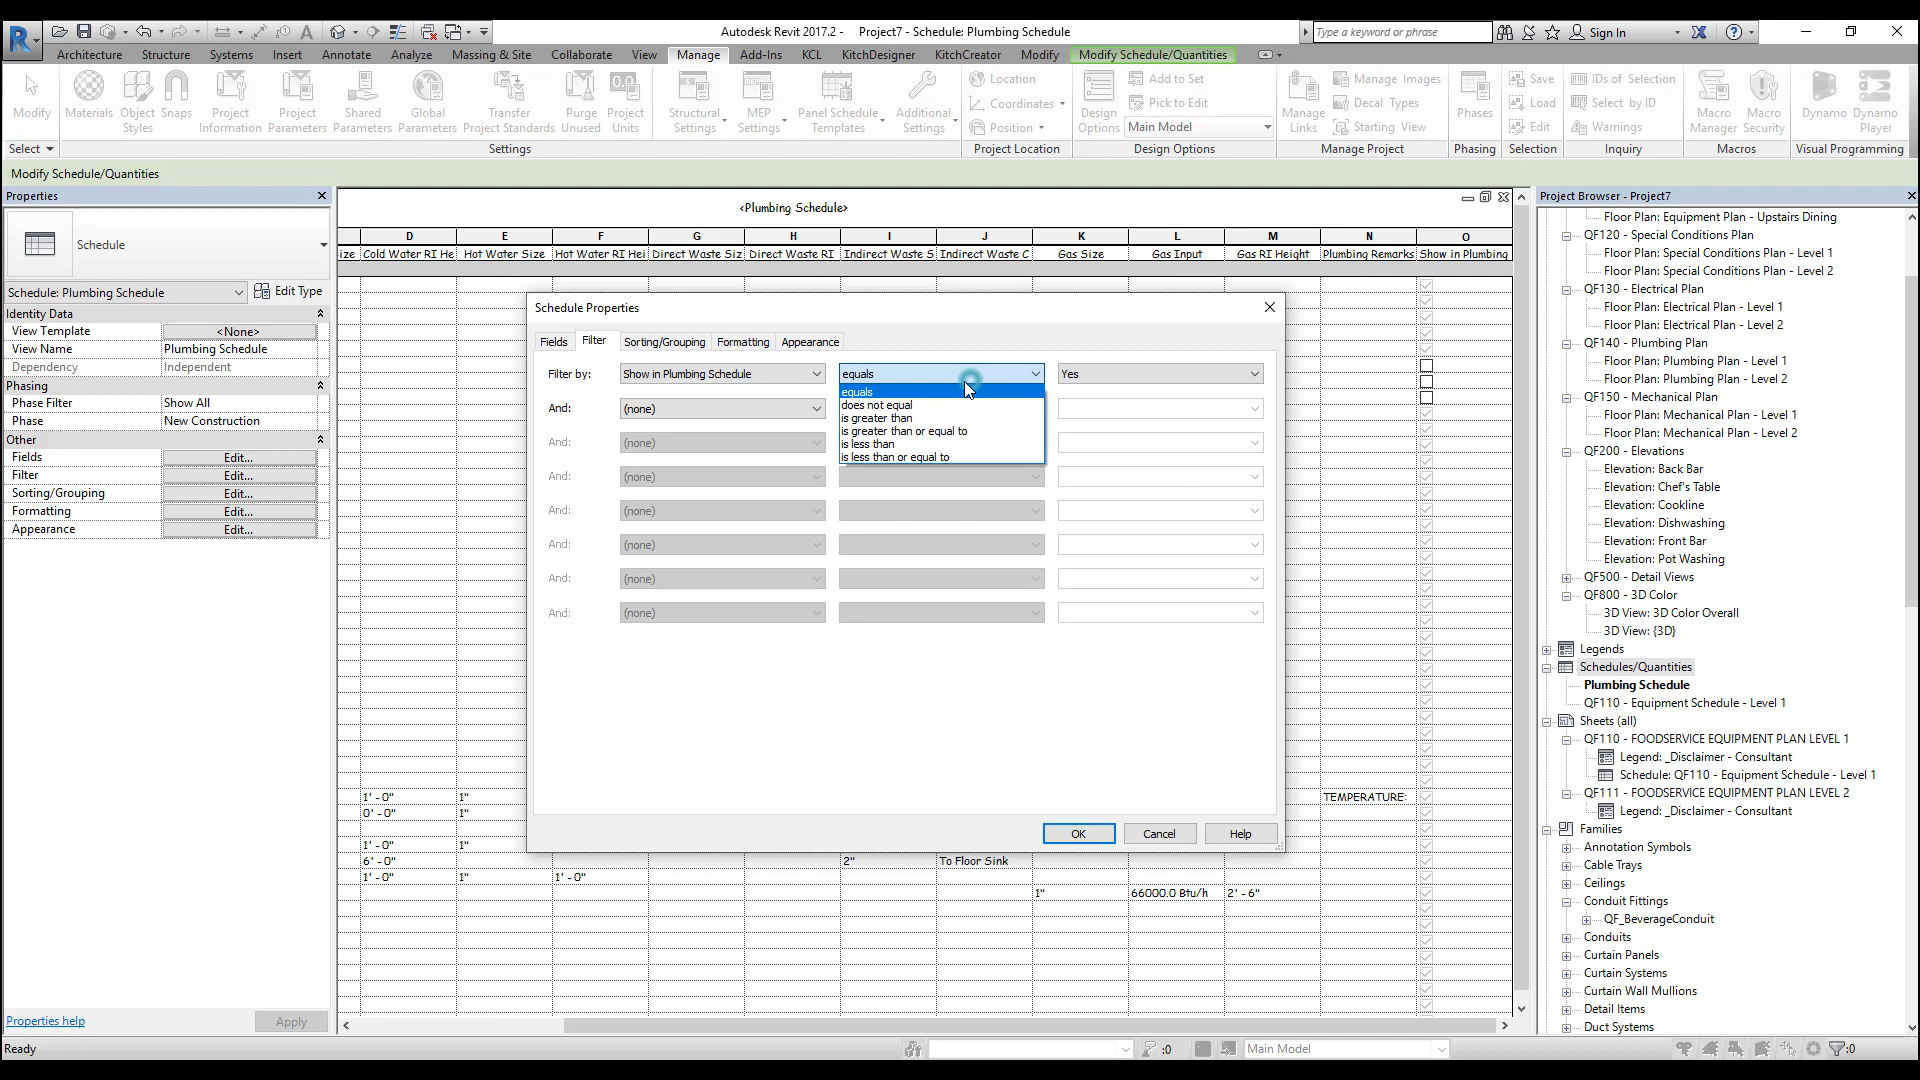 Autodesk Revit 2017.2 - Project7 - Schedule: Plumbing Schedule
Type a keyword or phrase
Sign In
Architecture Structure Systems Insert Annotate Analyze Massing & Site Collaborate View Manage Add-Ins KCL KitchDesigner KitchCreator Modify Modify Schedule/Quantities
Modify
Materials
Object Styles
Snaps
Project Information
Project Parameters
Shared Parameters
Global Parameters
Transfer Project Standards
Purge Unused
Project Units
Structural Settings
MEP Settings
Panel Schedule Templates
Additional Settings
Location
Coordinates
Position
Design Options
Add to Set
Pick to Edit
Main Model
Manage Links
Manage Images
Decal Types
Starting View
Phases
Save
Load
Edit
IDs of Selection
Select by ID
Warnings
Macro Manager
Macro Security
Dynamo
Dynamo Player
Select Settings Project Location Design Options Manage Project Phasing Selection Inquiry Macros Visual Programming
Modify Schedule/Quantities
Properties
Schedule
Schedule: Plumbing Schedule Edit Type
Identity Data
View Template <None>
View Name Plumbing Schedule
Dependency Independent
Phasing
Phase Filter Show All
Phase New Construction
Other
Fields Edit...
Filter Edit...
Sorting/Grouping Edit...
Formatting Edit...
Appearance Edit...
Properties help Apply
<Plumbing Schedule>
D E F G H I J K L M N O
ize Cold Water RI He Hot Water Size Hot Water RI Hei Direct Waste Siz Direct Waste RI Indirect Waste S Indirect Waste C Gas Size Gas Input Gas RI Height Plumbing Remarks Show in Plumbing
Schedule Properties
Fields Filter Sorting/Grouping Formatting Appearance
Filter by: Show in Plumbing Schedule equals Yes
equals
does not equal
is greater than
is greater than or equal to
is less than
is less than or equal to
And: (none)
And: (none)
And: (none)
And: (none)
And: (none)
And: (none)
And: (none)
OK Cancel Help
1' - 0" 1" TEMPERATURE:
0' - 0" 1"
1' - 0" 1"
6' - 0" 2" To Floor Sink
1' - 0" 1" 1' - 0"
1" 66000.0 Btu/h 2' - 6"
Project Browser - Project7
Floor Plan: Equipment Plan - Upstairs Dining
QF120 - Special Conditions Plan
Floor Plan: Special Conditions Plan - Level 1
Floor Plan: Special Conditions Plan - Level 2
QF130 - Electrical Plan
Floor Plan: Electrical Plan - Level 1
Floor Plan: Electrical Plan - Level 2
QF140 - Plumbing Plan
Floor Plan: Plumbing Plan - Level 1
Floor Plan: Plumbing Plan - Level 2
QF150 - Mechanical Plan
Floor Plan: Mechanical Plan - Level 1
Floor Plan: Mechanical Plan - Level 2
QF200 - Elevations
Elevation: Back Bar
Elevation: Chef's Table
Elevation: Cookline
Elevation: Dishwashing
Elevation: Front Bar
Elevation: Pot Washing
QF500 - Detail Views
QF800 - 3D Color
3D View: 3D Color Overall
3D View: {3D}
Legends
Schedules/Quantities
Plumbing Schedule
QF110 - Equipment Schedule - Level 1
Sheets (all)
QF110 - FOODSERVICE EQUIPMENT PLAN LEVEL 1
Legend: _Disclaimer - Consultant
Schedule: QF110 - Equipment Schedule - Level 1
QF111 - FOODSERVICE EQUIPMENT PLAN LEVEL 2
Legend: _Disclaimer - Consultant
Families
Annotation Symbols
Cable Trays
Ceilings
Conduit Fittings
QF_BeverageConduit
Conduits
Curtain Panels
Curtain Systems
Curtain Wall Mullions
Detail Items
Duct Systems
Ready :0 Main Model :0